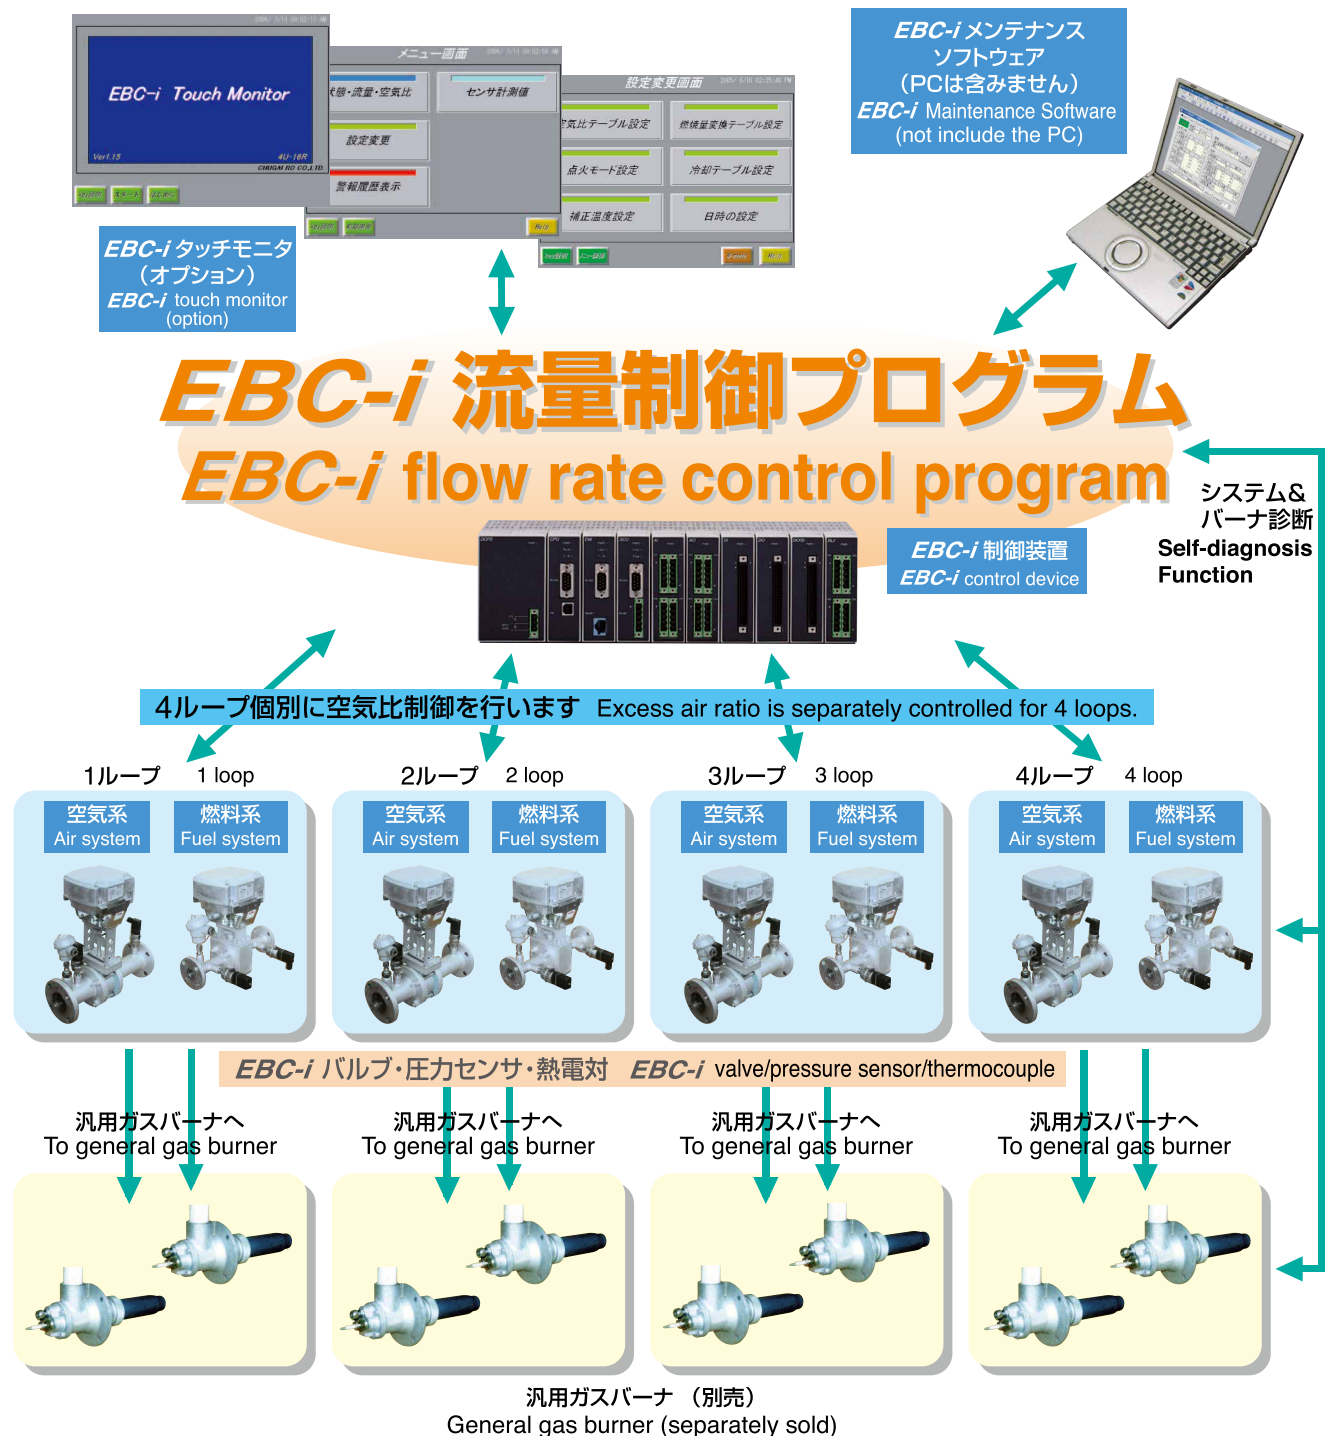 EBC-i Touch Monitor
Ver1.15
4U-16R
CHUGAI RO CO.,LTD
スタート
メニュー画面
状態・流量・空気比
センサ計測値
設定変更
警報履歴表示
Help
設定変更画面
空気比テーブル設定
燃焼量変換テーブル設定
点火モード設定
冷却テーブル設定
補正温度設定
日時の設定
Help
EBC-i メンテナンス
ソフトウェア
（PCは含みません）
EBC-i Maintenance Software
(not include the PC)
EBC-i タッチモニタ
（オプション）
EBC-i touch monitor
(option)
EBC-i 流量制御プログラム
EBC-i flow rate control program
システム＆
バーナ診断
Self-diagnosis
Function
EBC-i 制御装置
EBC-i control device
4ループ個別に空気比制御を行います Excess air ratio is separately controlled for 4 loops.
1ループ 1 loop
2ループ 2 loop
3ループ 3 loop
4ループ 4 loop
空気系
Air system
燃料系
Fuel system
空気系
Air system
燃料系
Fuel system
空気系
Air system
燃料系
Fuel system
空気系
Air system
燃料系
Fuel system
EBC-i バルブ・圧力センサ・熱電対 EBC-i valve/pressure sensor/thermocouple
汎用ガスバーナへ
To general gas burner
汎用ガスバーナへ
To general gas burner
汎用ガスバーナへ
To general gas burner
汎用ガスバーナへ
To general gas burner
汎用ガスバーナ （別売）
General gas burner (separately sold)